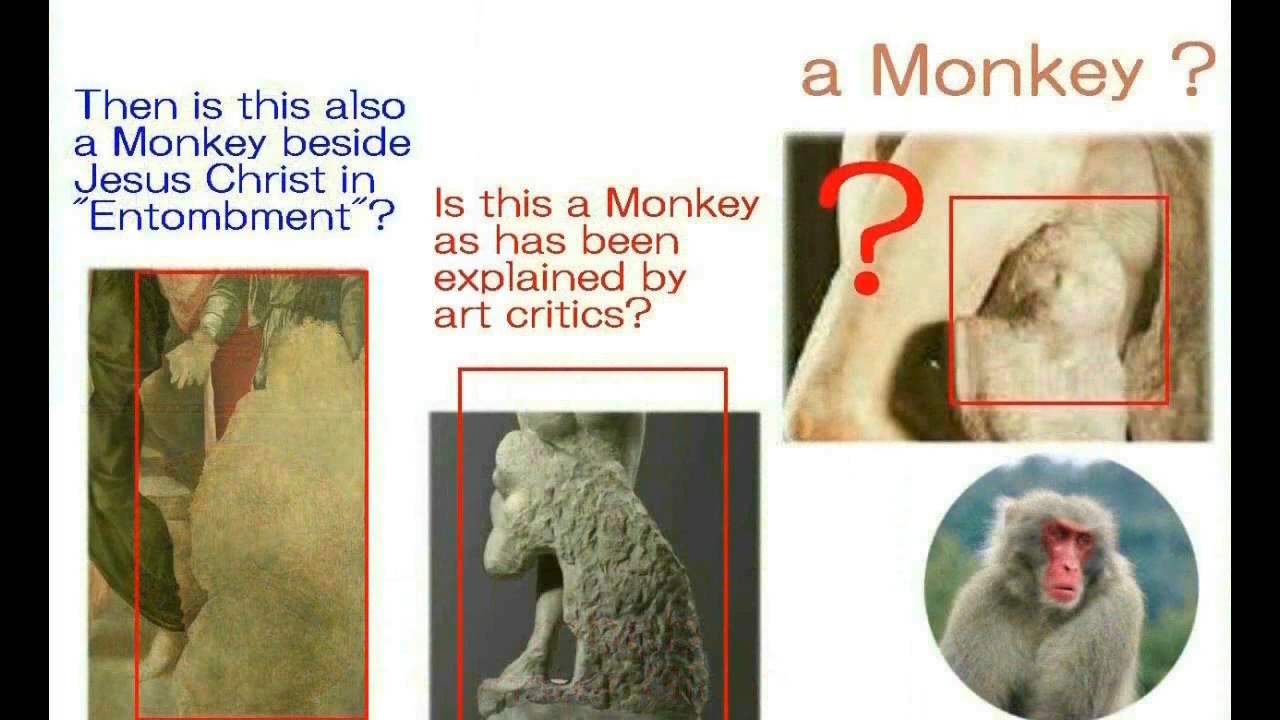 Then is this also
a Monkey beside
Jesus Christ in
"Entombment"?
Is this a Monkey
as has been
explained by
art critics?
a Monkey ?
?